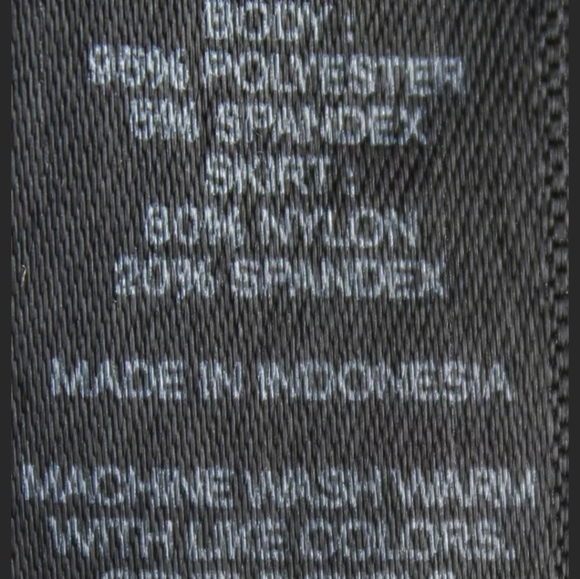 BODY :
95% POLYESTER
5% SPANDEX
SKIRT :
80% NYLON
20% SPANDEX
MADE IN INDONESIA
MACHINE WASH WARM
WITH LIKE COLORS.